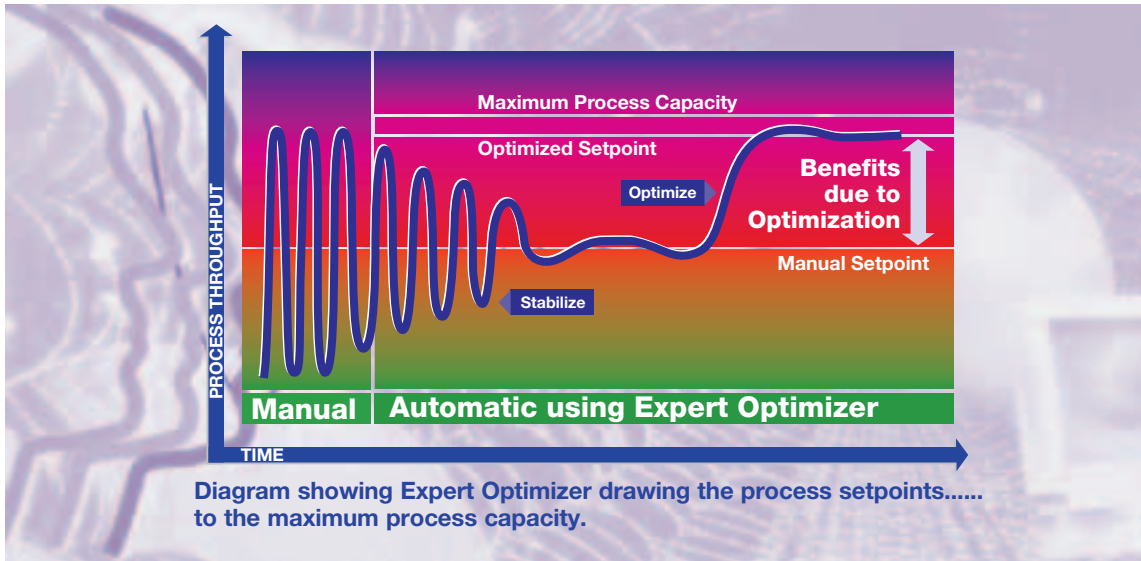 Maximum Process Capacity
Optimized Setpoint
Optimize
Benefits
due to
Optimization
Manual Setpoint
Stabilize
PROCESS THROUGHPUT
Manual
Automatic using Expert Optimizer
TIME
Diagram showing Expert Optimizer drawing the process setpoints......
to the maximum process capacity.